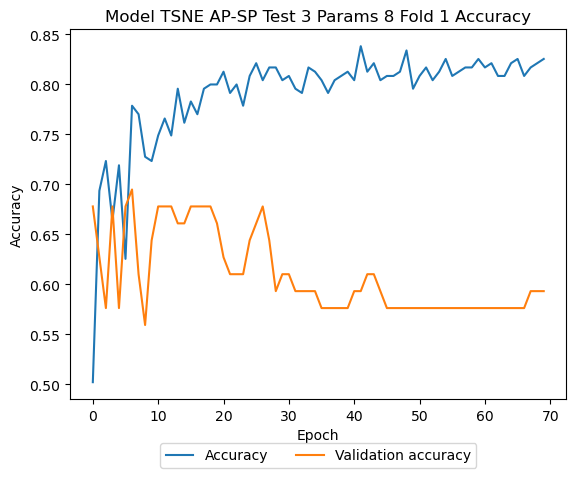 Model TSNE AP-SP Test 3 Params 8 Fold 1 Accuracy
0.85
0.80
0.75
0.70
0.65
0.60
0.55
0.50
Accuracy
0 10 20 30 40 50 60 70
Epoch
Accuracy Validation accuracy